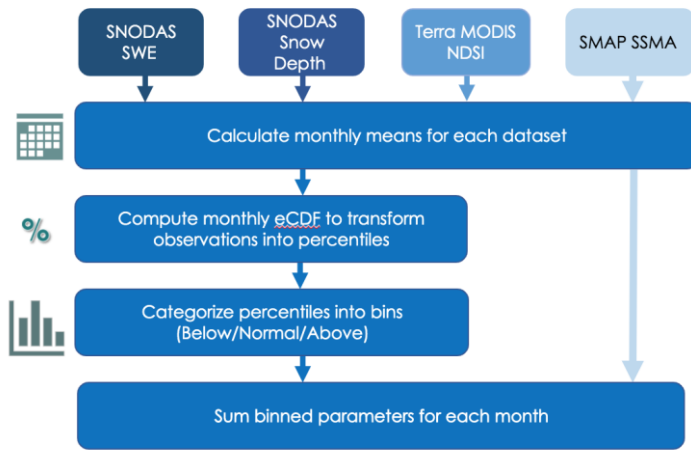 SNODAS
SWE
SNODAS
Snow
Depth
Terra MODIS
NDSI
SMAP SSMA
Calculate monthly means for each dataset
%
Compute monthly eCDF to transform
observations into percentiles
Categorize percentiles into bins
(Below/Normal/Above)
Sum binned parameters for each month